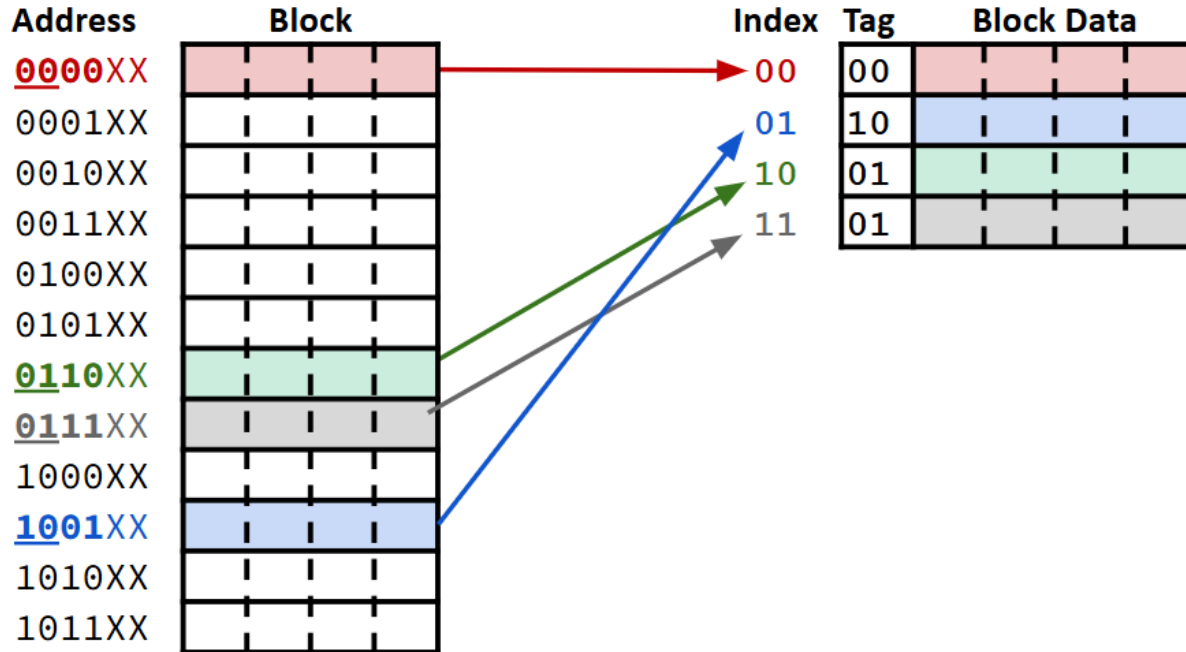 Address Block Index Tag Block Data
0000XX 00 00
0001XX 01 10
0010XX 10 01
0011XX 11 01
0100XX
0101XX
0110XX
0111XX
1000XX
1001XX
1010XX
1011XX